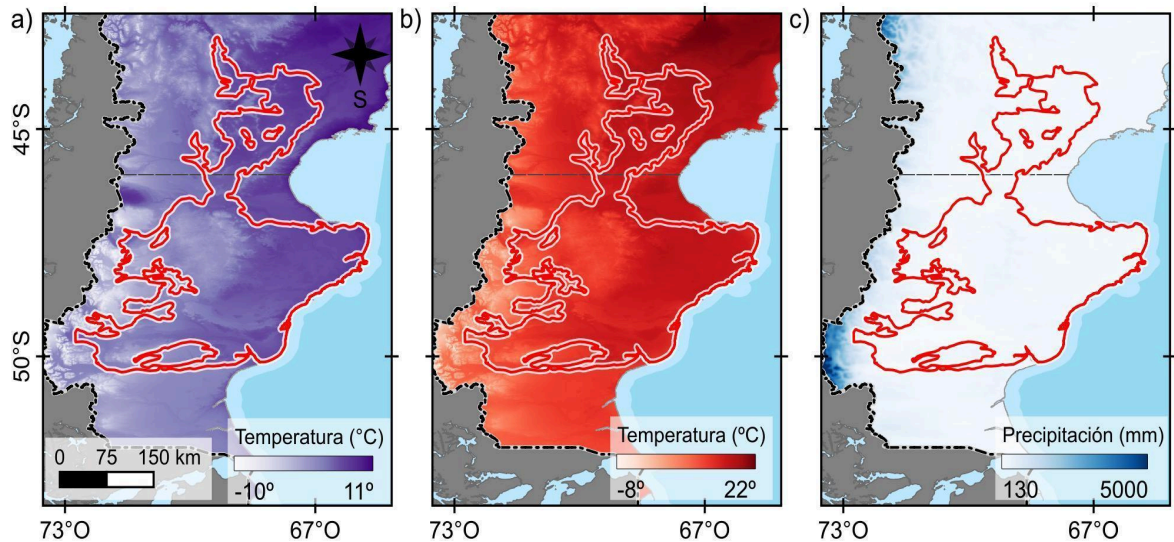 a)
b)
c)
S
45°S
50°S
0 75 150 km
Temperatura (°C)
-10° 11°
Temperatura (ºC)
-8° 22°
Precipitación (mm)
130 5000
73°O 67°O 73°O 67°O 73°O 67°O